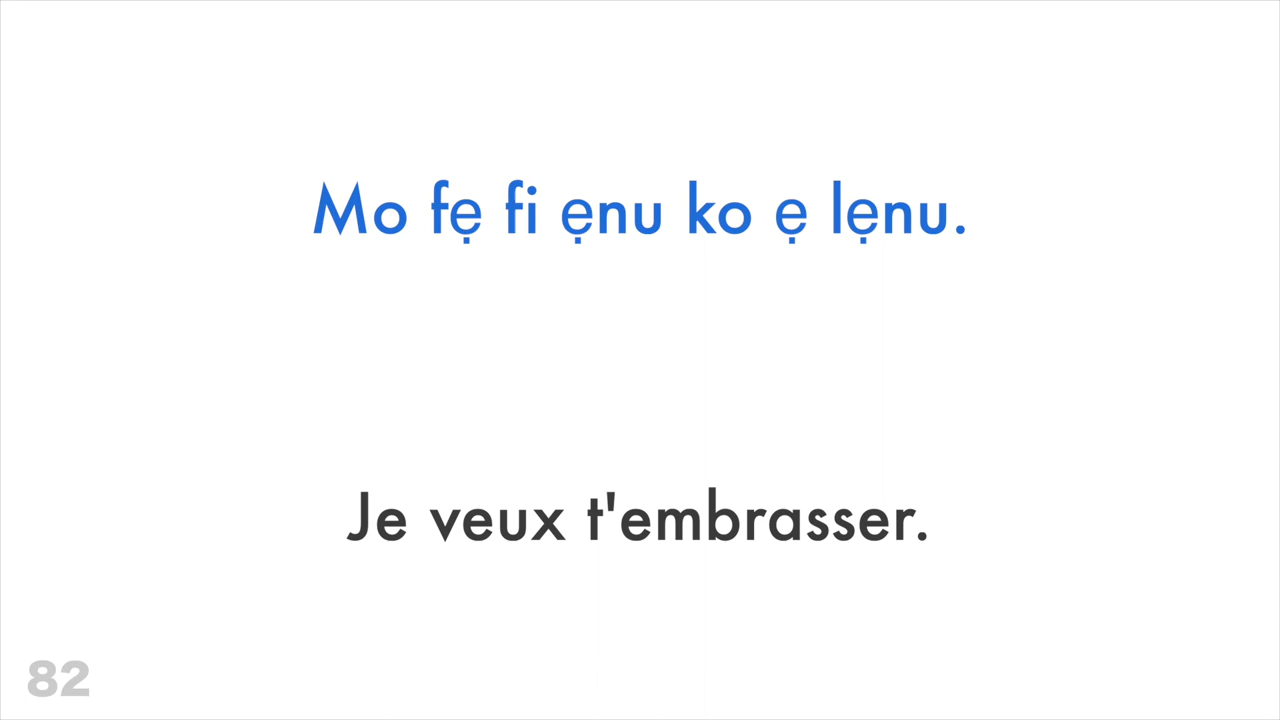 Mo fẹ fi ẹnu ko ẹ lẹnu.
Je veux t'embrasser.
82